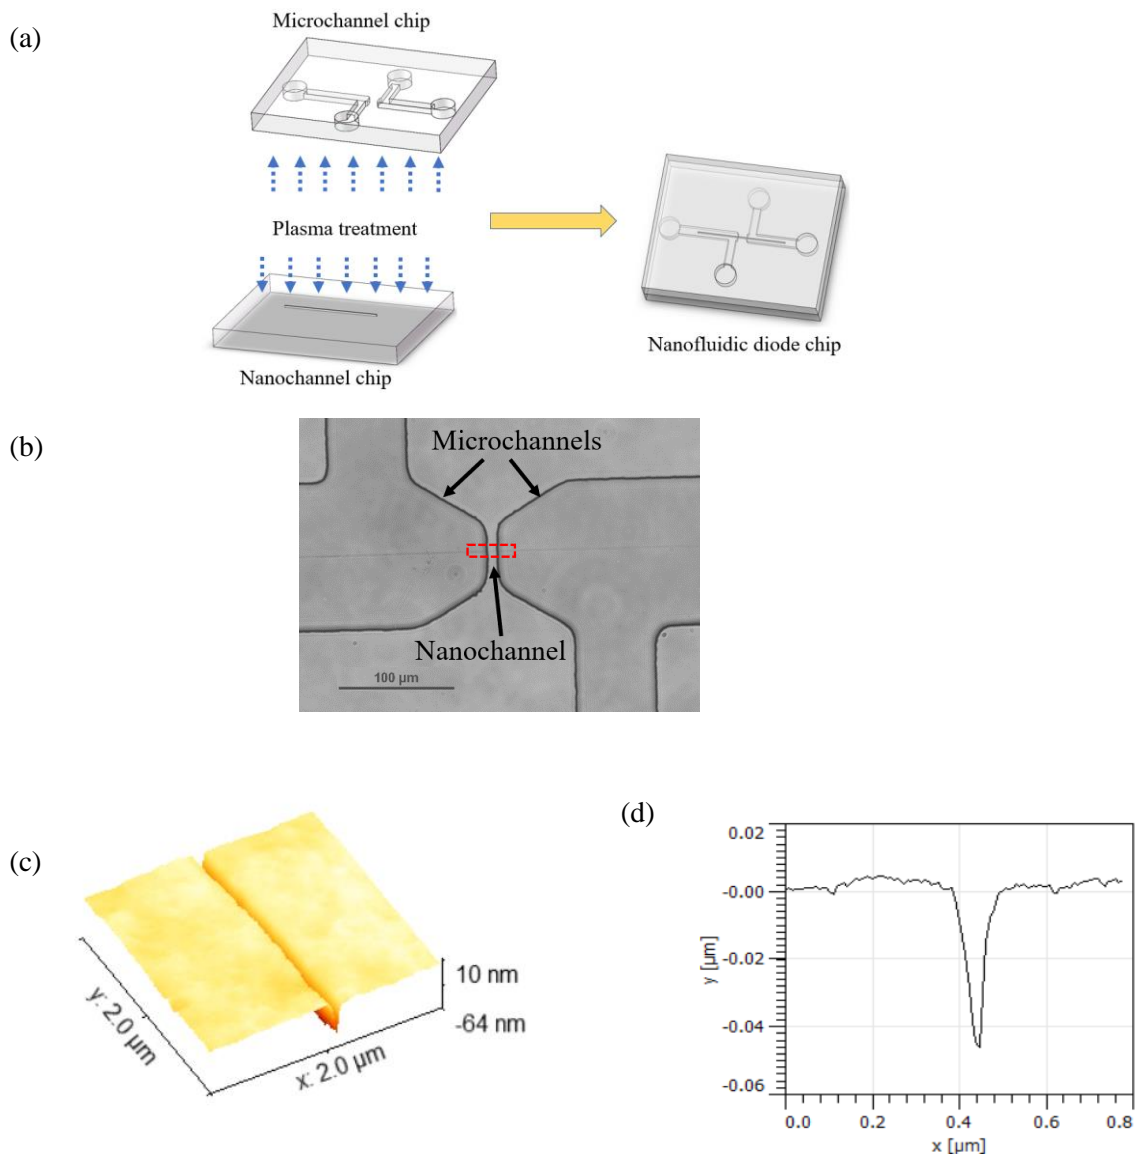 (a)
Microchannel chip
Plasma treatment
Nanochannel chip
Nanofluidic diode chip
(b)
Microchannels
Nanochannel
100 µm
(c)
10 nm
-64 nm
y: 2.0 µm
x: 2.0 µm
(d)
0.02
-0.00
-0.02
-0.04
-0.06
y [µm]
0.0 0.2 0.4 0.6 0.8
x [µm]